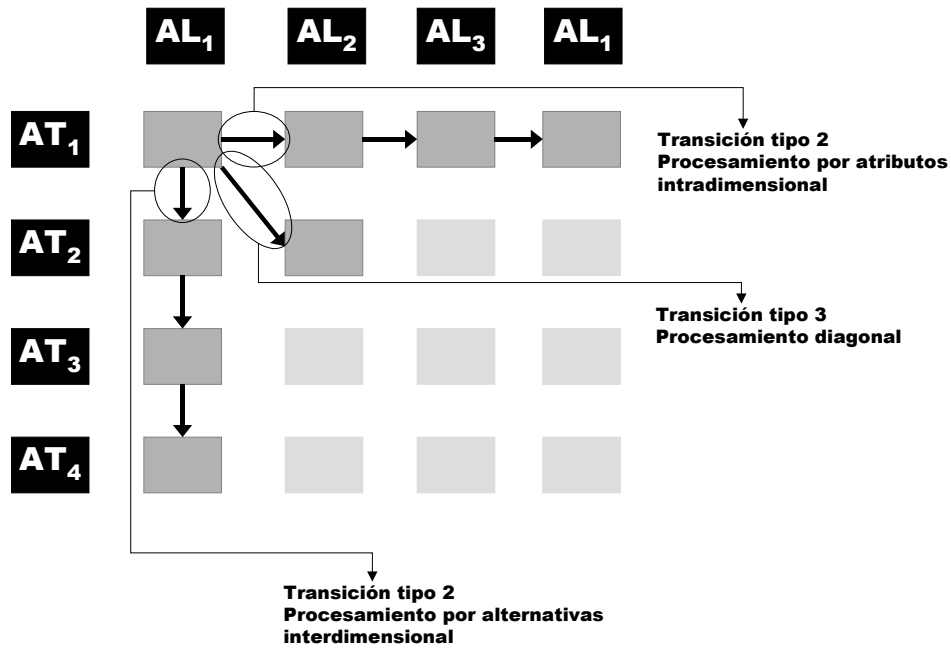 AL1 AL2 AL3 AL1
AT1
Transición tipo 2
Procesamiento por atributos
intradimensional
AT2
Transición tipo 3
Procesamiento diagonal
AT3
AT4
Transición tipo 2
Procesamiento por alternativas
interdimensional